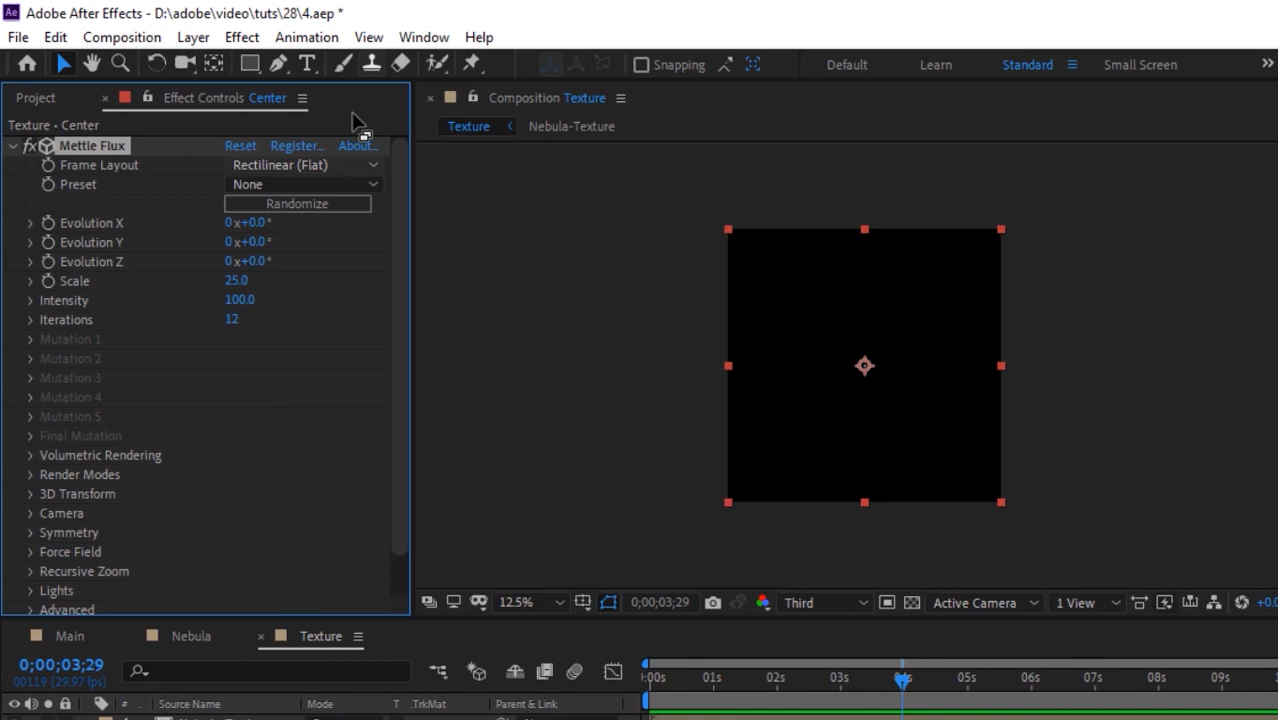 Ae Adobe After Effects - D:\adobe\video\tuts\28\4.aep *
File Edit Composition Layer Effect Animation View Window Help
Snapping Default Learn Standard Small Screen »
Project × Effect Controls Center
Texture • Center
fx Mettle Flux Reset Register... About...
Frame Layout Rectilinear (Flat)
Preset None
Randomize
Evolution X 0 x+0.0°
Evolution Y 0 x+0.0°
Evolution Z 0 x+0.0°
Scale 25.0
Intensity 100.0
Iterations 12
Mutation 1
Mutation 2
Mutation 3
Mutation 4
Mutation 5
Final Mutation
Volumetric Rendering
Render Modes
3D Transform
Camera
Symmetry
Force Field
Recursive Zoom
Lights
Advanced
× Composition Texture
Texture Nebula-Texture
12.5% 0;00;03;29 Third Active Camera 1 View +0.0
Main Nebula × Texture
0;00;03;29
00119 (29.97 fps)
:00s 01s 02s 03s 04s 05s 06s 07s 08s 09s
# Source Name Mode T .TrkMat Parent & Link